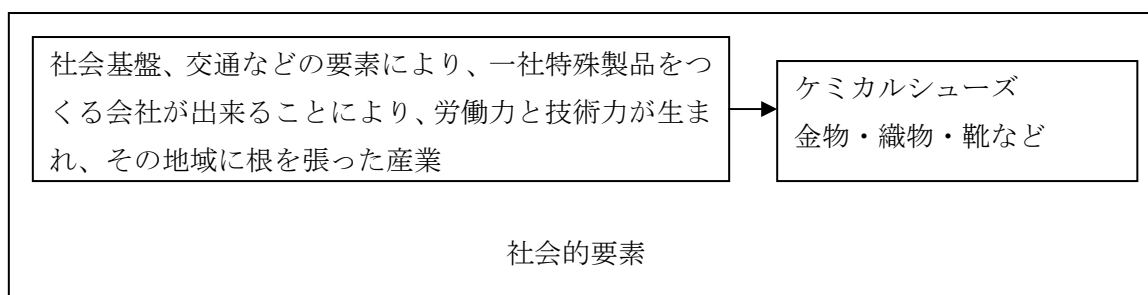 社会基盤、交通などの要素により、一社特殊製品をつ
くる会社が出来ることにより、労働力と技術力が生ま
れ、その地域に根を張った産業
ケミカルシューズ
金物・織物・靴など
社会的要素